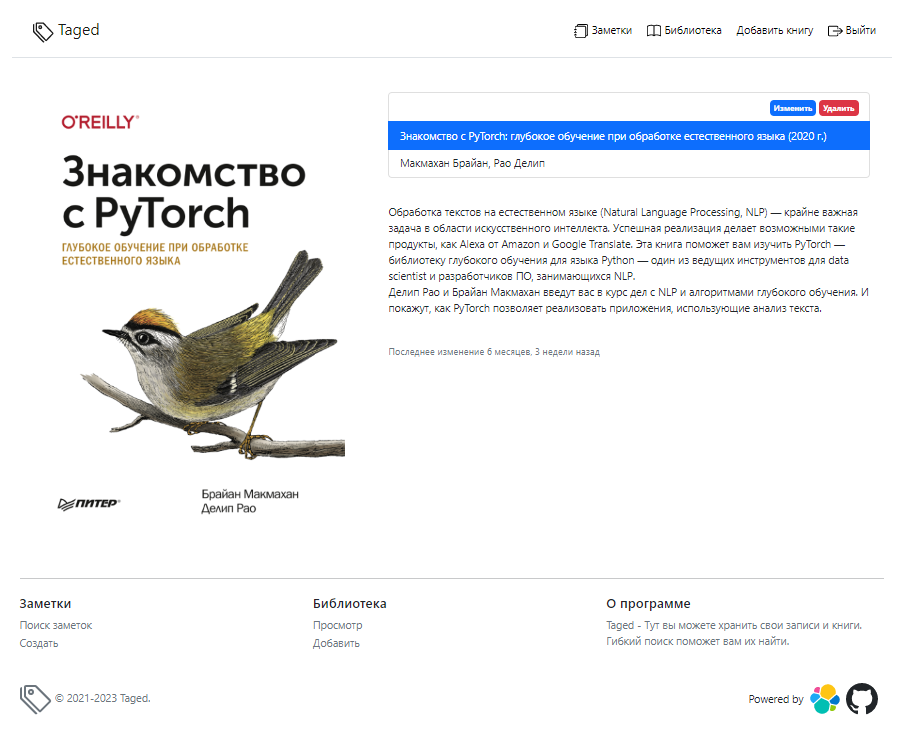 Taged
Заметки
Библиотека
Добавить книгу
Выйти
O'REILLY®
Знакомство
с PyTorch
ГЛУБОКОЕ ОБУЧЕНИЕ ПРИ ОБРАБОТКЕ
ЕСТЕСТВЕННОГО ЯЗЫКА
ПИТЕР®
Брайан Макмахан
Делип Рао
Изменить
Удалить
Знакомство с PyTorch: глубокое обучение при обработке естественного языка (2020 г.)
Макмахан Брайан, Рао Делип
Обработка текстов на естественном языке (Natural Language Processing, NLP) — крайне важная
задача в области искусственного интеллекта. Успешная реализация делает возможными такие
продукты, как Alexa от Amazon и Google Translate. Эта книга поможет вам изучить PyTorch —
библиотеку глубокого обучения для языка Python — один из ведущих инструментов для data
scientist и разработчиков ПО, занимающихся NLP.
Делип Рао и Брайан Макмахан введут вас в курс дел с NLP и алгоритмами глубокого обучения. И
покажут, как PyTorch позволяет реализовать приложения, использующие анализ текста.
Последнее изменение 6 месяцев, 3 недели назад
Заметки
Поиск заметок
Создать
Библиотека
Просмотр
Добавить
О программе
Taged - Тут вы можете хранить свои записи и книги.
Гибкий поиск поможет вам их найти.
© 2021-2023 Taged.
Powered by